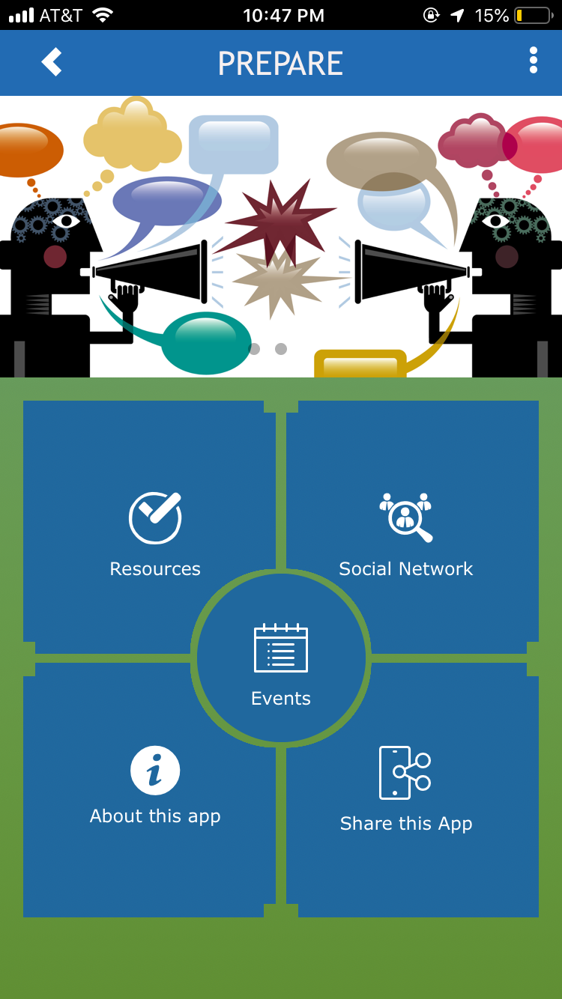 AT&T 10:47 PM 15%
PREPARE
Resources
Social Network
Events
About this app
Share this App